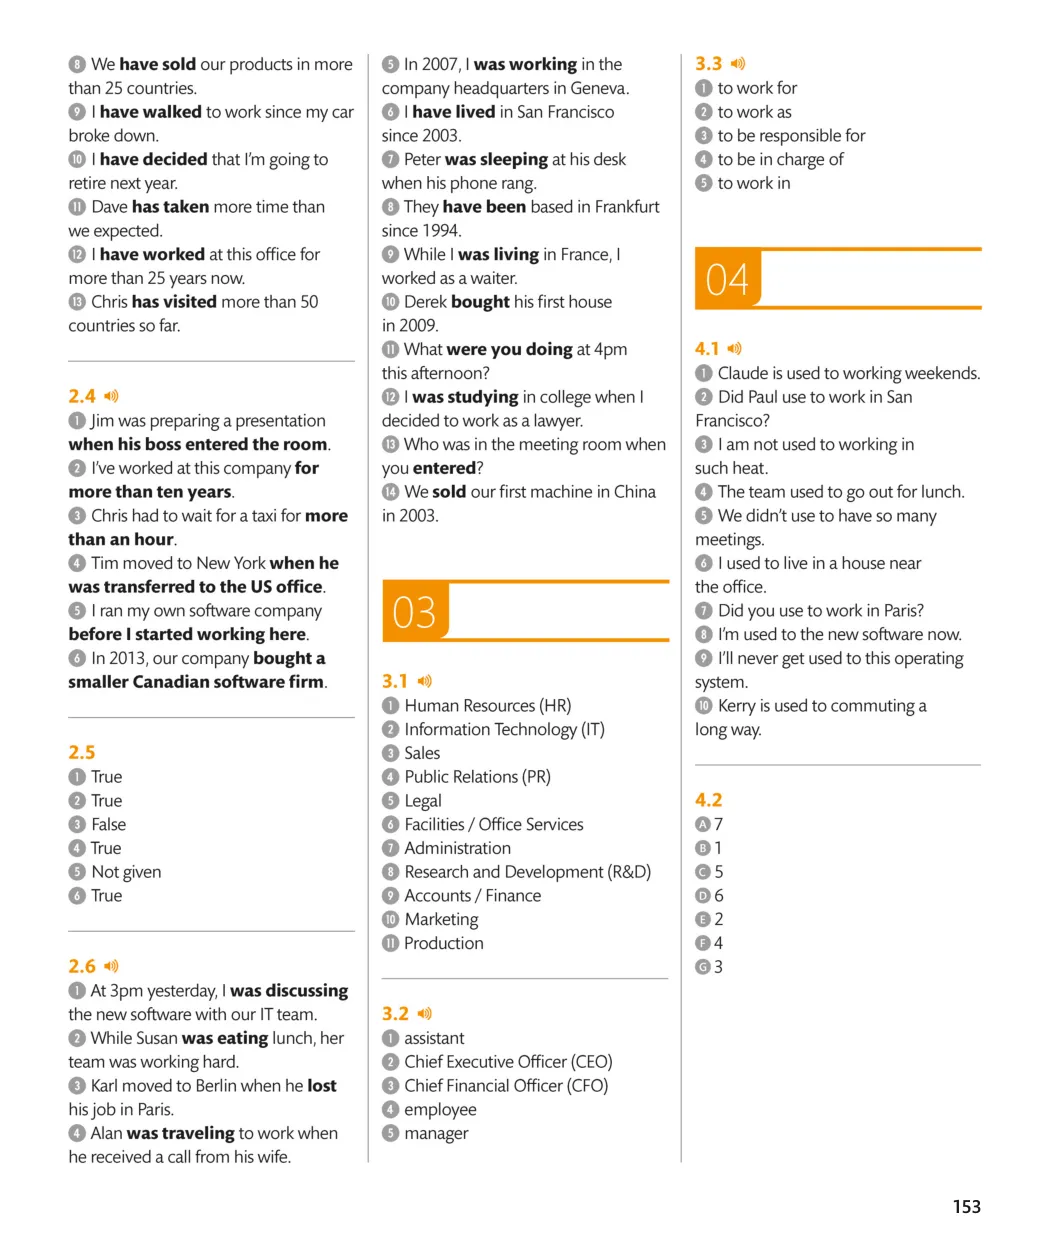 8 We have sold our products in more
than 25 countries.
9 I have walked to work since my car
broke down.
10 I have decided that I'm going to
retire next year.
11 Dave has taken more time than
we expected.
12 I have worked at this office for
more than 25 years now.
13 Chris has visited more than 50
countries so far.
2.4
1 Jim was preparing a presentation
when his boss entered the room.
2 I've worked at this company for
more than ten years.
3 Chris had to wait for a taxi for more
than an hour.
4 Tim moved to New York when he
was transferred to the US office.
5 I ran my own software company
before I started working here.
6 In 2013, our company bought a
smaller Canadian software firm.
2.5
1 True
2 True
3 False
4 True
5 Not given
6 True
2.6
1 At 3pm yesterday, I was discussing
the new software with our IT team.
2 While Susan was eating lunch, her
team was working hard.
3 Karl moved to Berlin when he lost
his job in Paris.
4 Alan was traveling to work when
he received a call from his wife.
5 In 2007, I was working in the
company headquarters in Geneva.
6 I have lived in San Francisco
since 2003.
7 Peter was sleeping at his desk
when his phone rang.
8 They have been based in Frankfurt
since 1994.
9 While I was living in France, I
worked as a waiter.
10 Derek bought his first house
in 2009.
11 What were you doing at 4pm
this afternoon?
12 I was studying in college when I
decided to work as a lawyer.
13 Who was in the meeting room when
you entered?
14 We sold our first machine in China
in 2003.
03
3.1
1 Human Resources (HR)
2 Information Technology (IT)
3 Sales
4 Public Relations (PR)
5 Legal
6 Facilities / Office Services
7 Administration
8 Research and Development (R&D)
9 Accounts / Finance
10 Marketing
11 Production
3.2
1 assistant
2 Chief Executive Officer (CEO)
3 Chief Financial Officer (CFO)
4 employee
5 manager
3.3
1 to work for
2 to work as
3 to be responsible for
4 to be in charge of
5 to work in
04
4.1
1 Claude is used to working weekends.
2 Did Paul use to work in San
Francisco?
3 I am not used to working in
such heat.
4 The team used to go out for lunch.
5 We didn't use to have so many
meetings.
6 I used to live in a house near
the office.
7 Did you use to work in Paris?
8 I'm used to the new software now.
9 I'll never get used to this operating
system.
10 Kerry is used to commuting a
long way.
4.2
A 7
B 1
C 5
D 6
E 2
F 4
G 3
153